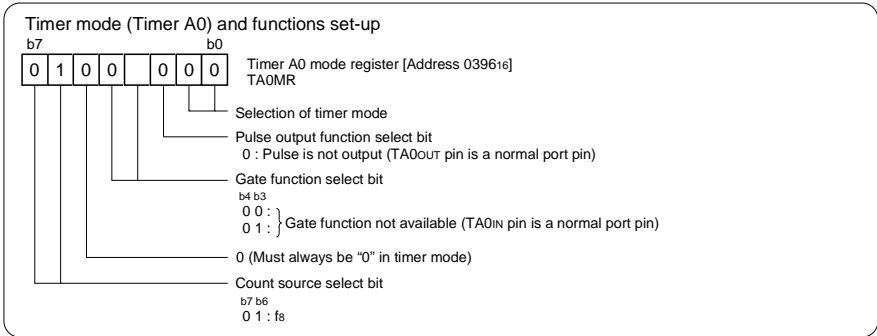 Timer mode (Timer A0) and functions set-up
b7 b0
0 1 0 0 0 0 0
Timer A0 mode register [Address 039616]
TA0MR
Selection of timer mode
Pulse output function select bit
0 : Pulse is not output (TA0OUT pin is a normal port pin)
Gate function select bit
b4 b3
0 0 :
0 1 : } Gate function not available (TA0IN pin is a normal port pin)
0 (Must always be “0” in timer mode)
Count source select bit
b7 b6
0 1 : f8